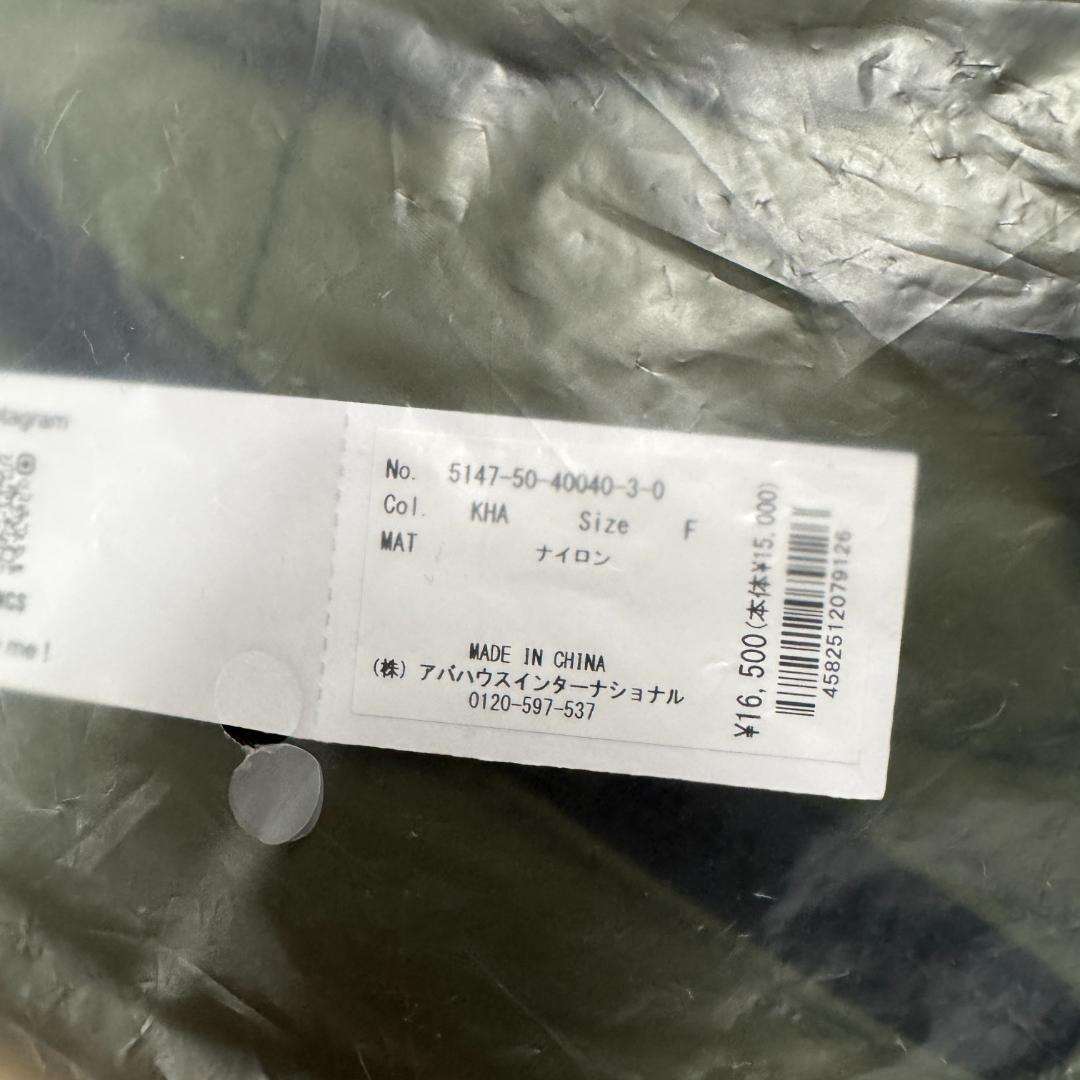 No. 5147-50-40040-3-0
Col. KHA Size F
MAT ナイロン
MADE IN CHINA
(株) アバハウスインターナショナル
0120-597-537
¥16,500(本体¥15,000)
4582512079126
me!